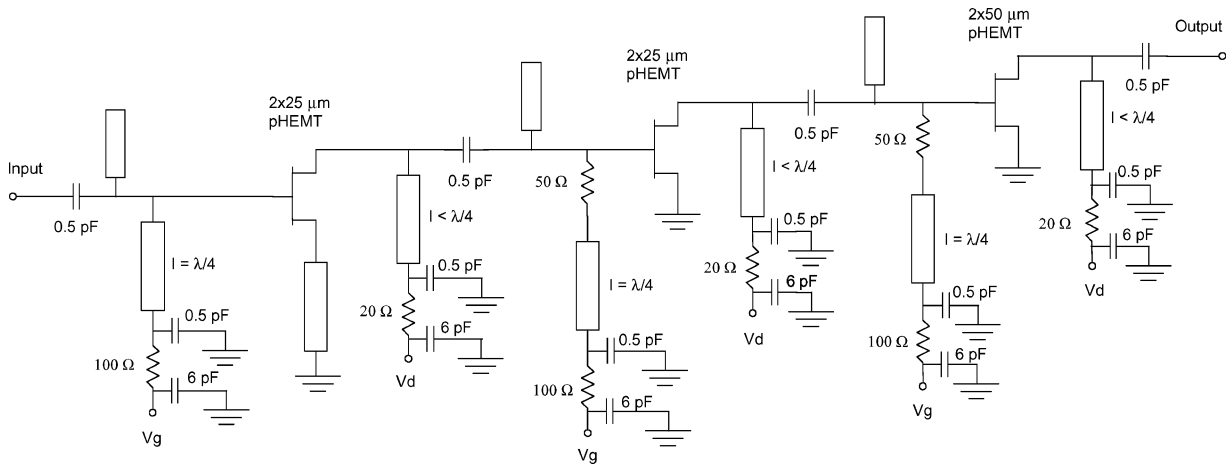 2x50 μm
pHEMT
Output
0.5 pF
2x25 μm
pHEMT
0.5 pF
50 Ω
l < λ/4
0.5 pF
20 Ω
6 pF
Vd
2x25 μm
pHEMT
0.5 pF
50 Ω
l < λ/4
0.5 pF
20 Ω
6 pF
Vd
l = λ/4
0.5 pF
100 Ω
6 pF
Vg
Input
0.5 pF
l = λ/4
0.5 pF
100 Ω
6 pF
Vg
l < λ/4
0.5 pF
20 Ω
6 pF
Vd
l = λ/4
0.5 pF
100 Ω
6 pF
Vg